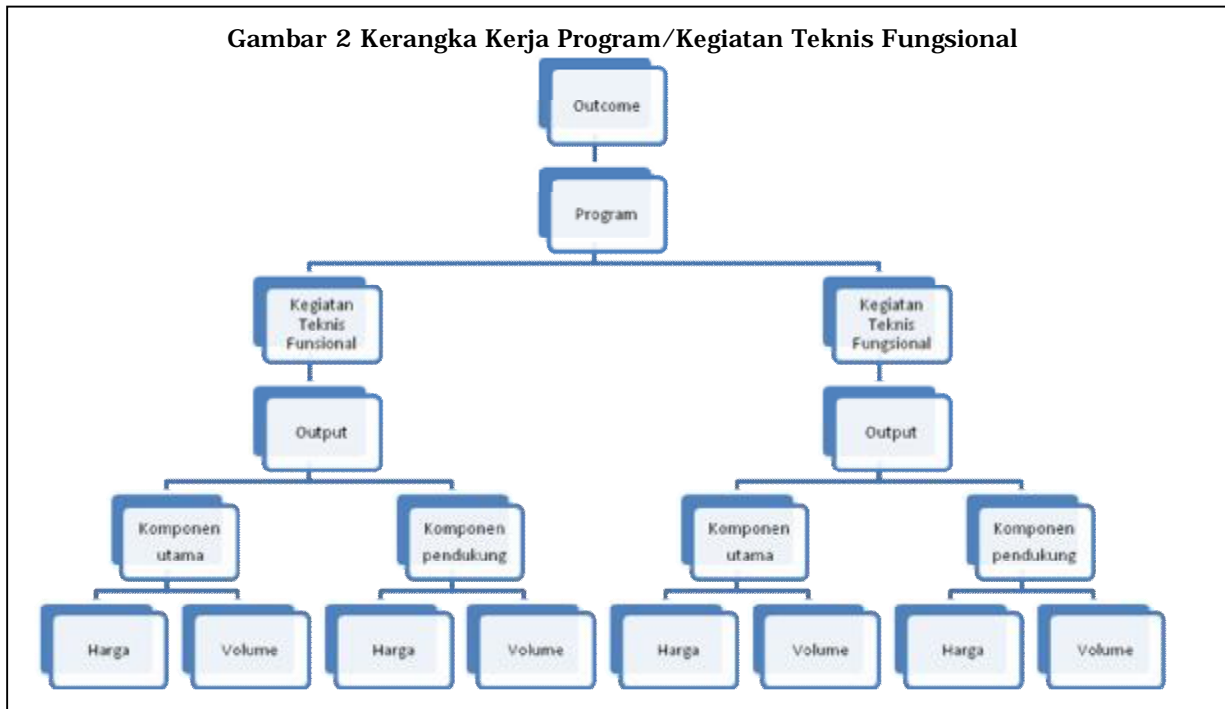 Gambar 2 Kerangka Kerja Program/Kegiatan Teknis Fungsional
Outcome
Program
Kegiatan
Teknis
Funsional
Kegiatan
Teknis
Fungsional
Output
Output
Komponen
utama
Komponen
pendukung
Komponen
utama
Komponen
pendukung
Harga
Volume
Harga
Volume
Harga
Volume
Harga
Volume